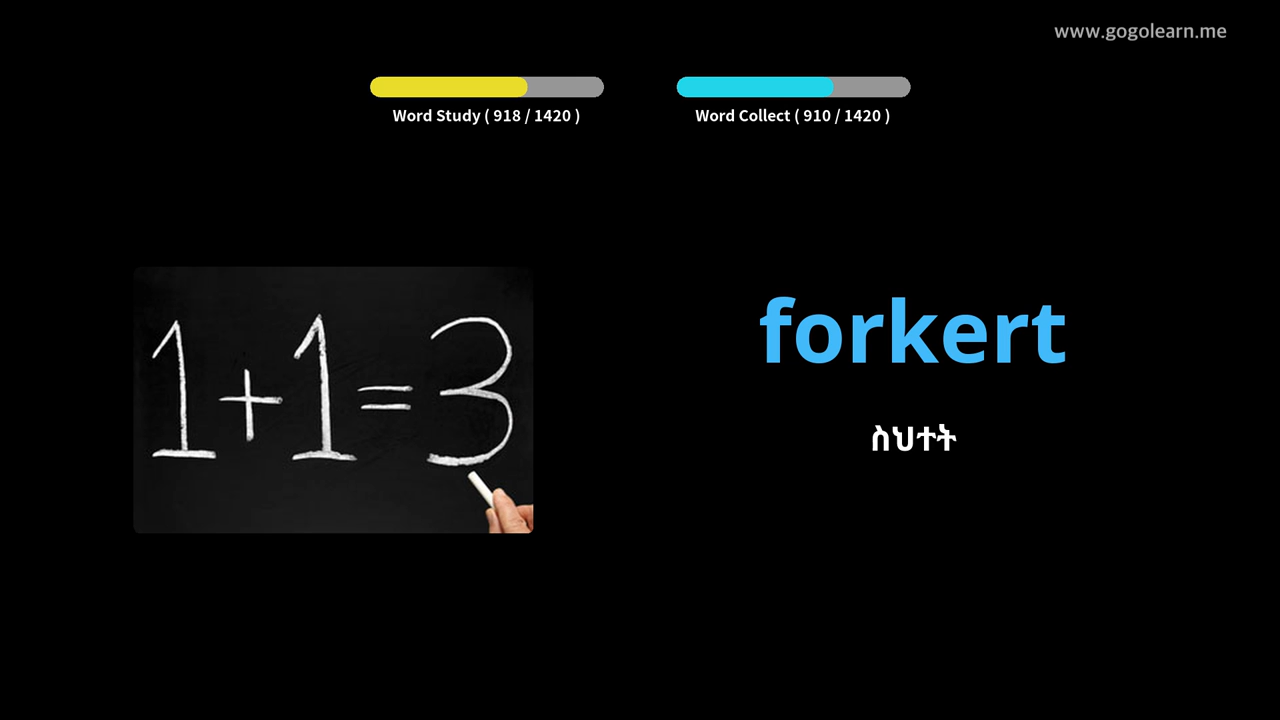 www.gogolearn.me
Word Study ( 918 / 1420 )
Word Collect ( 910 / 1420 )
1+1=3
forkert
ስህተት